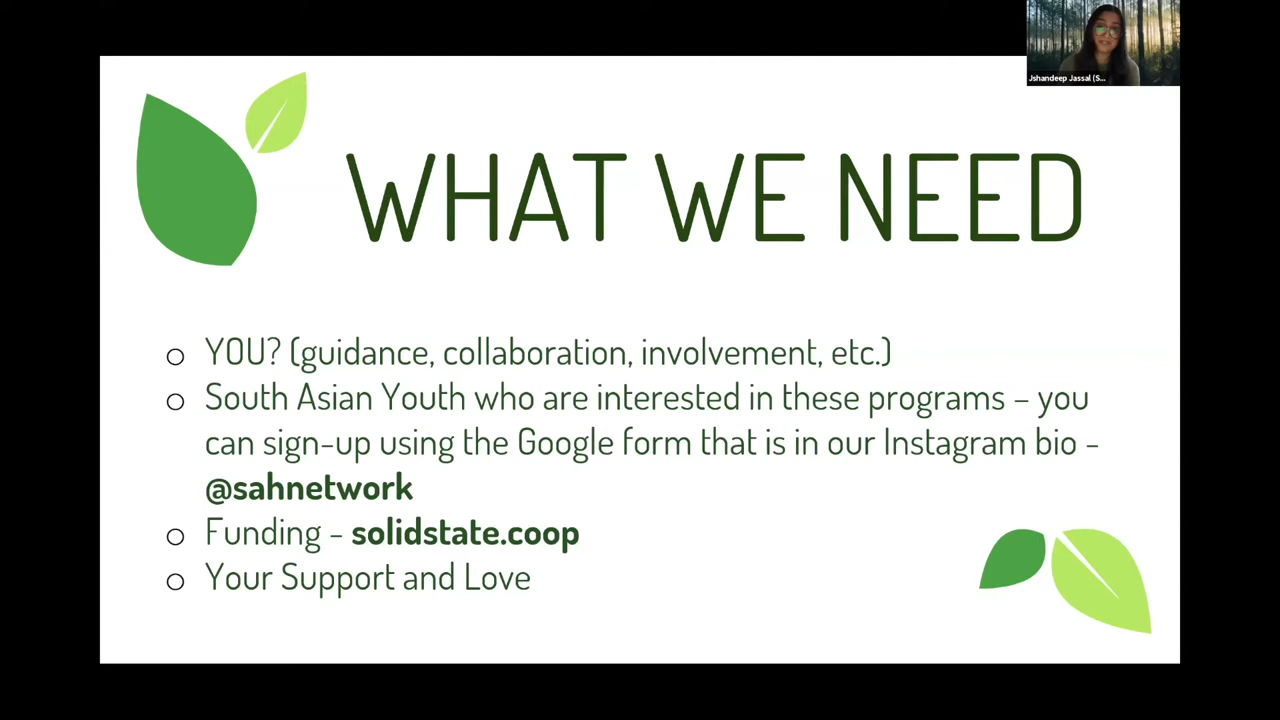 Jshandeep Jassal (S...
WHAT WE NEED
YOU? (guidance, collaboration, involvement, etc.)
South Asian Youth who are interested in these programs – you
can sign-up using the Google form that is in our Instagram bio -
@sahnetwork
Funding - solidstate.coop
Your Support and Love